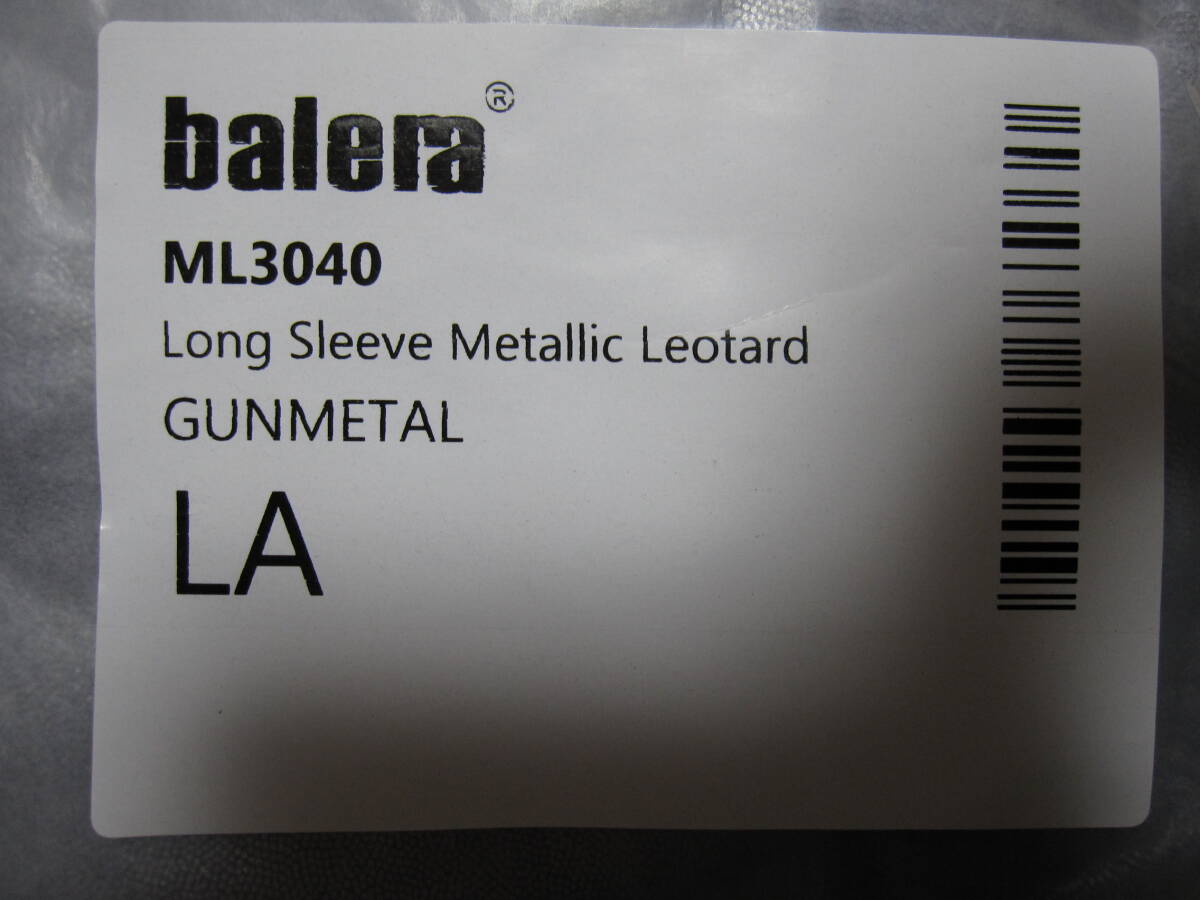 balera®
ML3040
Long Sleeve Metallic Leotard
GUNMETAL
LA